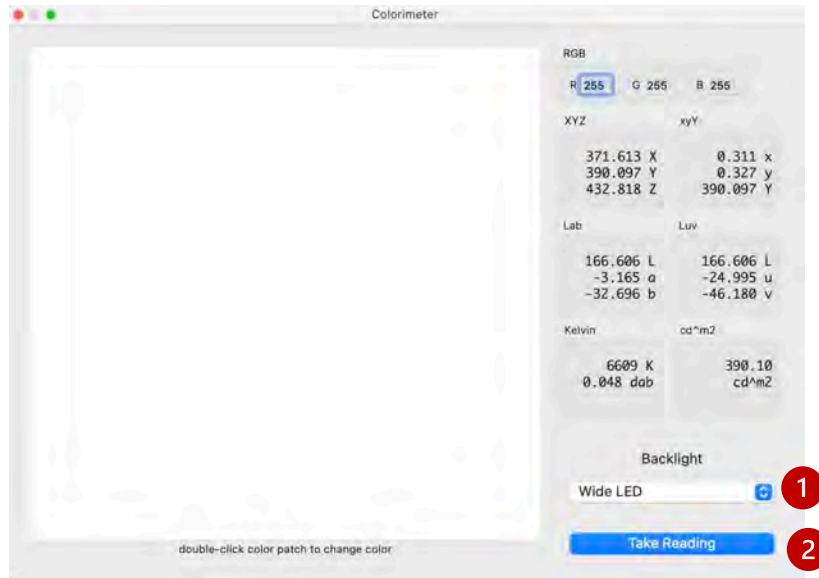 Colorimeter
RGB
R 255 G 255 B 255
XYZ xyY
371.613 X 0.311 x
390.097 Y 0.327 y
432.818 Z 390.097 Y
Lab Luv
166.606 L 166.606 L
-3.165 a -24.995 u
-32.696 b -46.180 v
Kelvin cd^m2
6609 K 390.10
0.048 dab cd^m2
Backlight
Wide LED 1
Take Reading 2
double-click color patch to change color